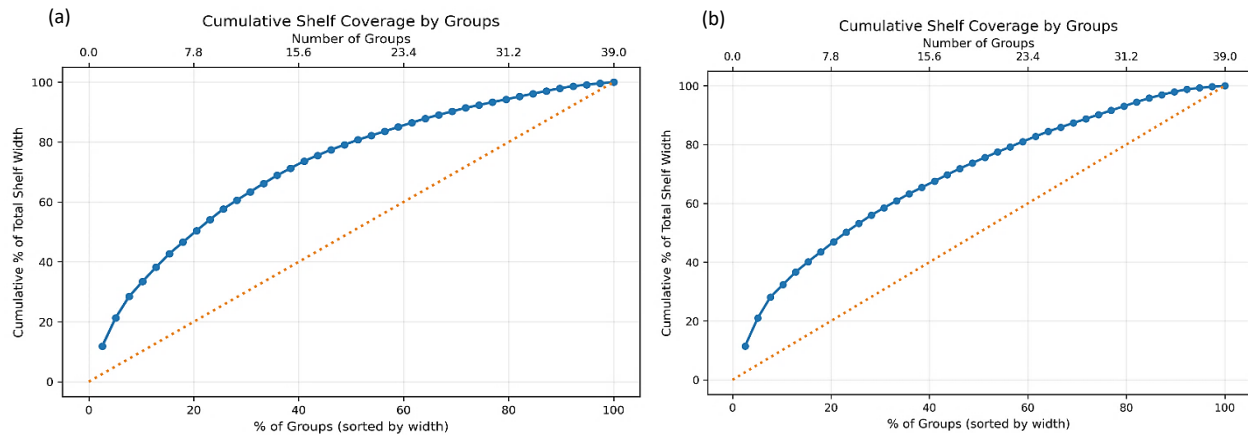 (a)
Cumulative Shelf Coverage by Groups
Number of Groups
0.0 7.8 15.6 23.4 31.2 39.0
Cumulative % of Total Shelf Width
100
80
60
40
20
0
0 20 40 60 80 100
% of Groups (sorted by width)
(b)
Cumulative Shelf Coverage by Groups
Number of Groups
0.0 7.8 15.6 23.4 31.2 39.0
Cumulative % of Total Shelf Width
100
80
60
40
20
0
0 20 40 60 80 100
% of Groups (sorted by width)